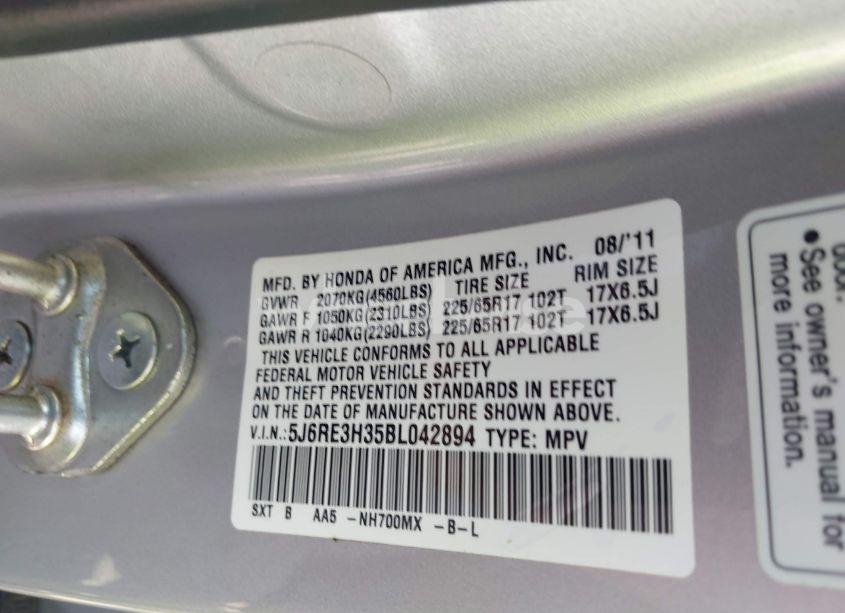 MFD. BY HONDA OF AMERICA MFG., INC. 08/'11
GVWR 2070KG(4560LBS) TIRE SIZE RIM SIZE
GAWR F 1050KG(2310LBS) 225/65R17 102T 17X6.5J
GAWR R 1040KG(2290LBS) 225/65R17 102T 17X6.5J
THIS VEHICLE CONFORMS TO ALL APPLICABLE
FEDERAL MOTOR VEHICLE SAFETY
AND THEFT PREVENTION STANDARDS IN EFFECT
ON THE DATE OF MANUFACTURE SHOWN ABOVE.
V.I.N.:5J6RE3H35BL042894 TYPE: MPV
SXT B AA5 -NH700MX -B-L
door.
• See owner's manual for
more information.